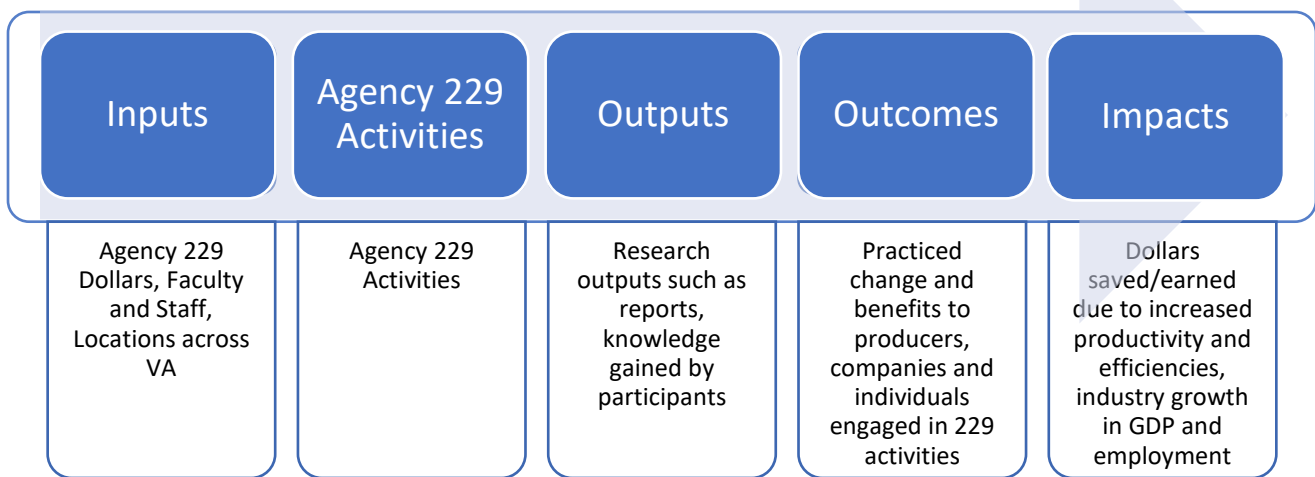 Inputs
Agency 229
Activities
Outputs
Outcomes
Impacts
Agency 229
Dollars, Faculty
and Staff,
Locations across
VA
Agency 229
Activities
Research
outputs such as
reports,
knowledge
gained by
participants
Practiced
change and
benefits to
producers,
companies and
individuals
engaged in 229
activities
Dollars
saved/earned
due to increased
productivity and
efficiencies,
industry growth
in GDP and
employment